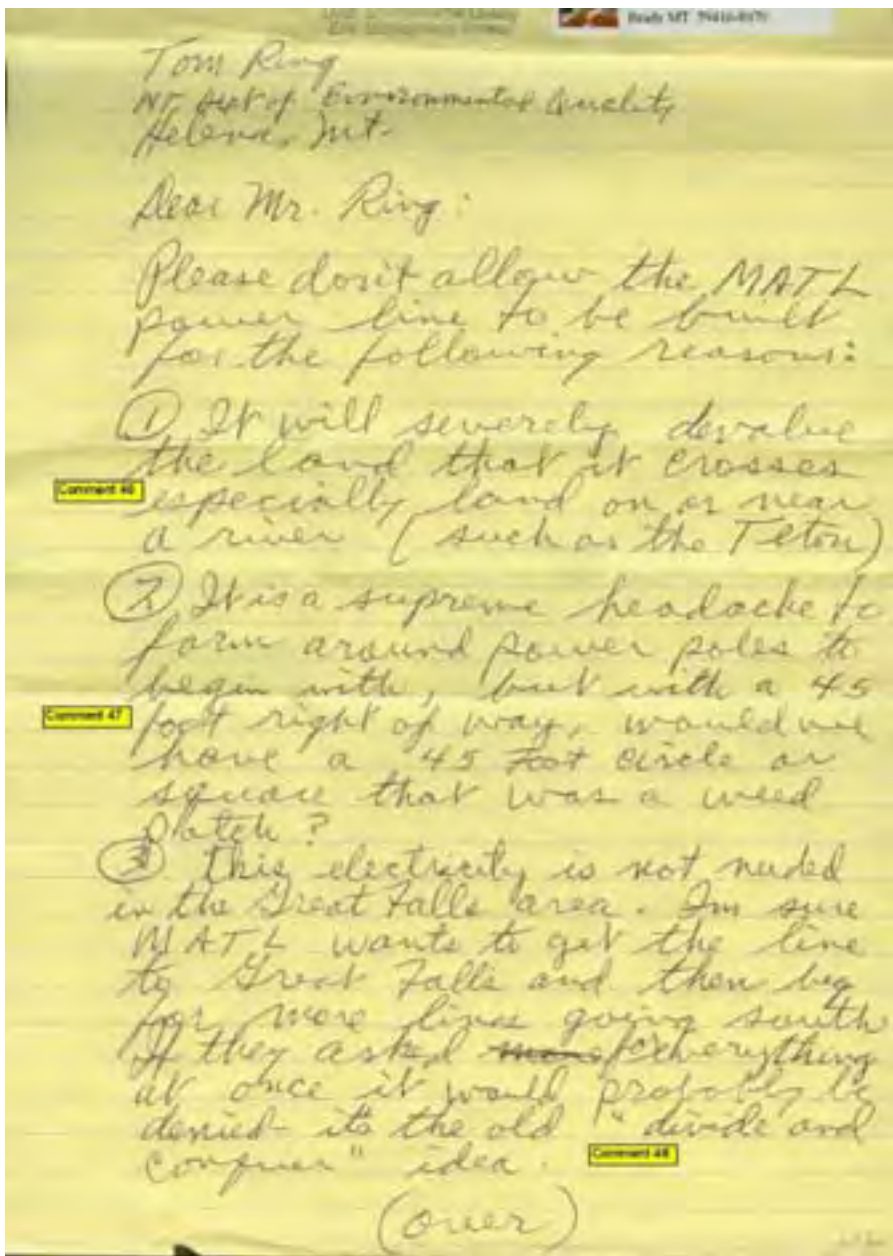 Brady MT 59416-0170
Tom Ring
MT Dept of Environmental Quality
Helena, Mt.
Dear Mr. Ring:
Please don't allow the MATL
power line to be built
for the following reasons:
① It will severely devalue
the land that it crosses
Comment 46
especially land on or near
a river (such as the Teton)
② It is a supreme headache to
farm around power poles to
begin with, but with a 45
Comment 47
foot right of way, would we
have a 45 Foot circle or
square that was a weed
patch?
③ This electricity is not needed
in the Great Falls area. Im sure
MATL wants to get the line
to Great Falls and then beg
for more lines going south
If they asked for everything
at once it would probably be
denied - its the old "divide and
conquer" idea.
Comment 48
(over)